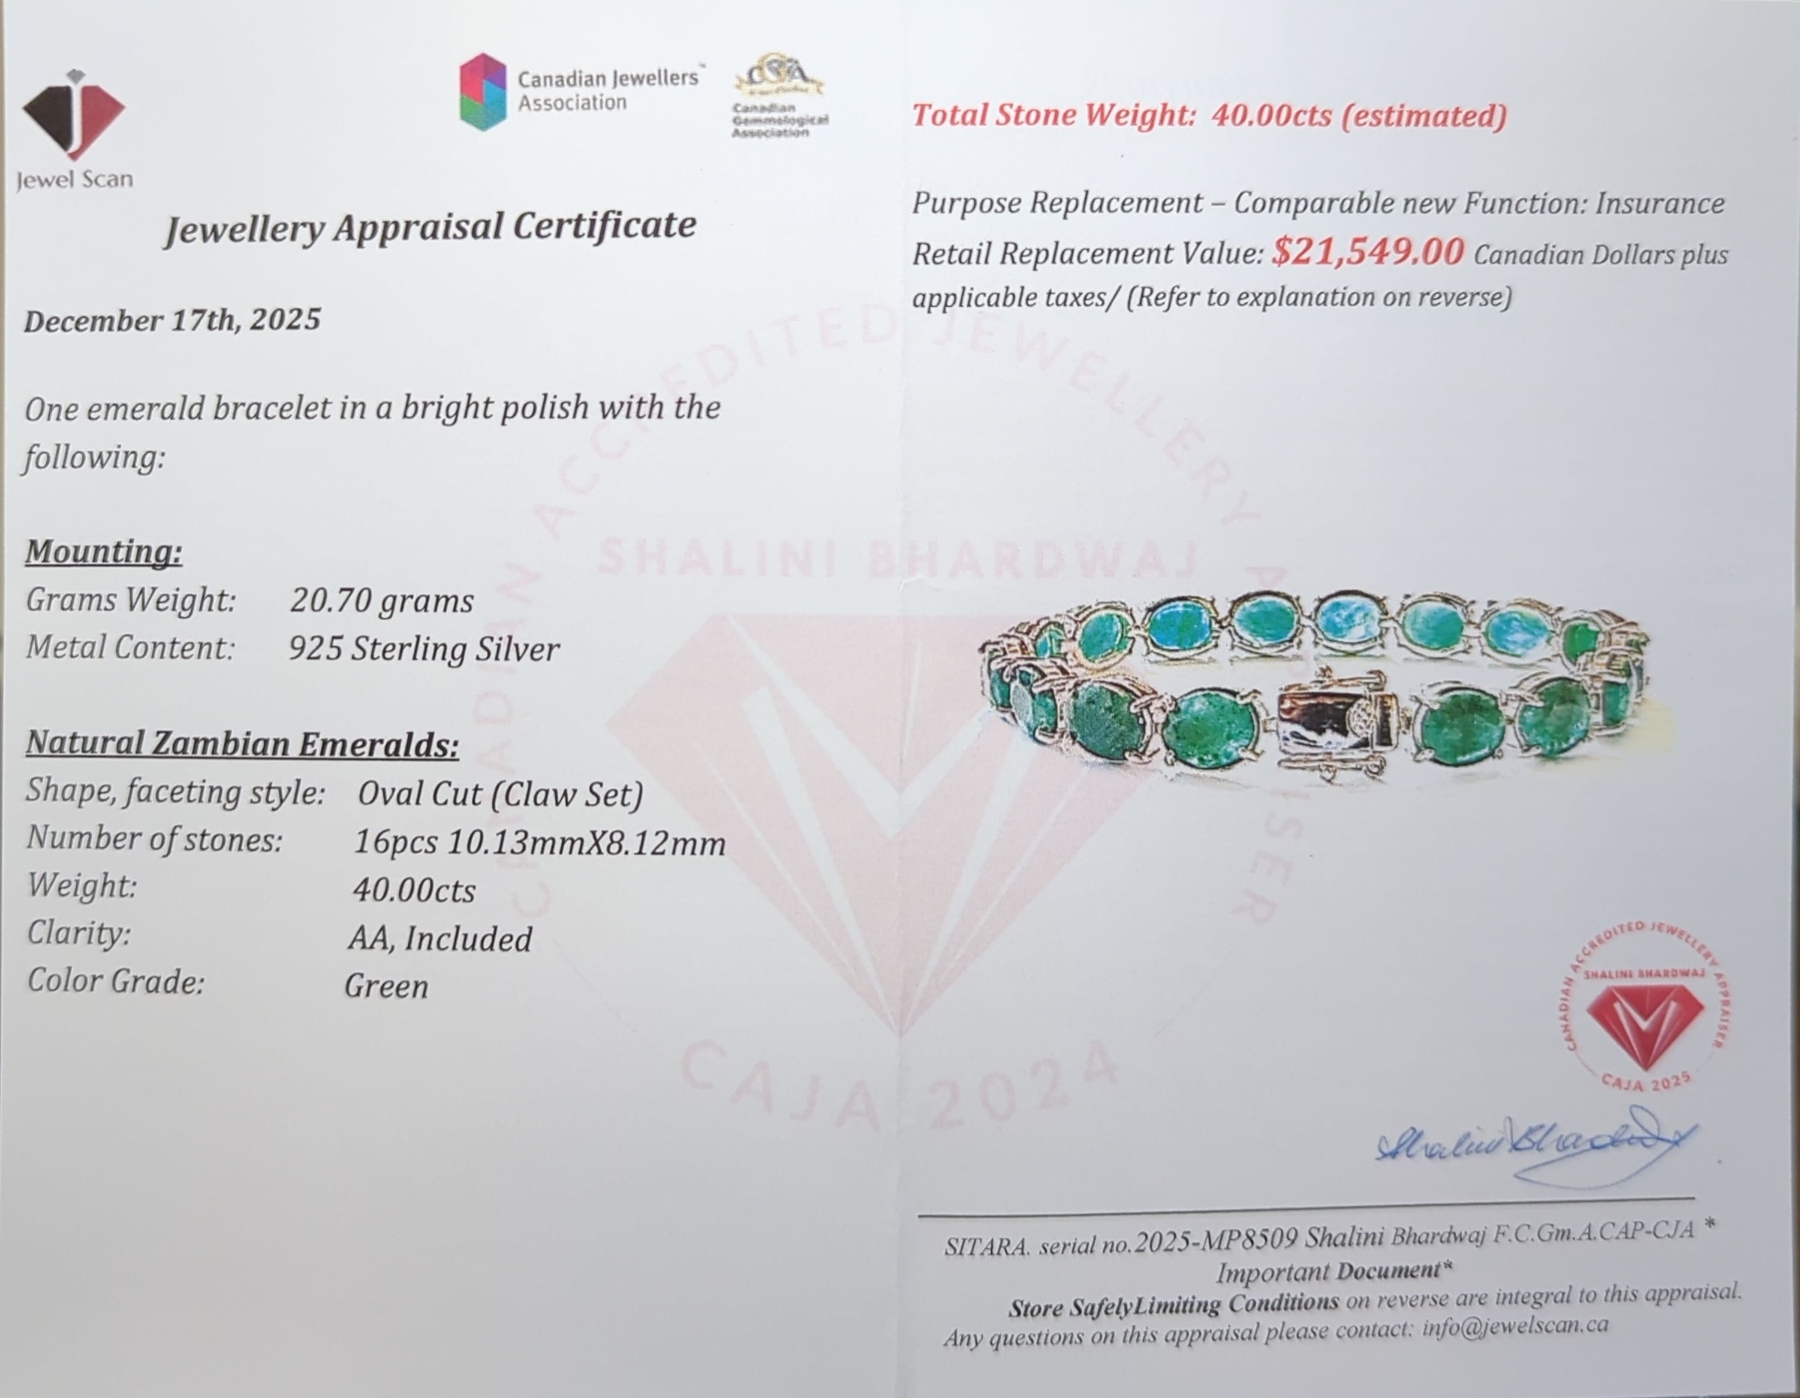 Jewel Scan
Canadian Jewellers™
Association
CGA
Canadian
Gemmological
Association
Jewellery Appraisal Certificate
December 17th, 2025
One emerald bracelet in a bright polish with the
following:
Mounting:
Grams Weight: 20.70 grams
Metal Content: 925 Sterling Silver
Natural Zambian Emeralds:
Shape, faceting style: Oval Cut (Claw Set)
Number of stones: 16pcs 10.13mmX8.12mm
Weight: 40.00cts
Clarity: AA, Included
Color Grade: Green
Total Stone Weight: 40.00cts (estimated)
Purpose Replacement – Comparable new Function: Insurance
Retail Replacement Value: $21,549.00 Canadian Dollars plus
applicable taxes/ (Refer to explanation on reverse)
CANADIAN ACCREDITED JEWELLERY APPRAISER
SHALINI BHARDWAJ
CAJA 2024
CANADIAN ACCREDITED JEWELLERY APPRAISER
SHALINI BHARDWAJ
CAJA 2025
Shalini Bhardwaj
SITARA. serial no.2025-MP8509 Shalini Bhardwaj F.C.Gm.A.CAP-CJA *
Important Document*
Store SafelyLimiting Conditions on reverse are integral to this appraisal.
Any questions on this appraisal please contact: info@jewelscan.ca